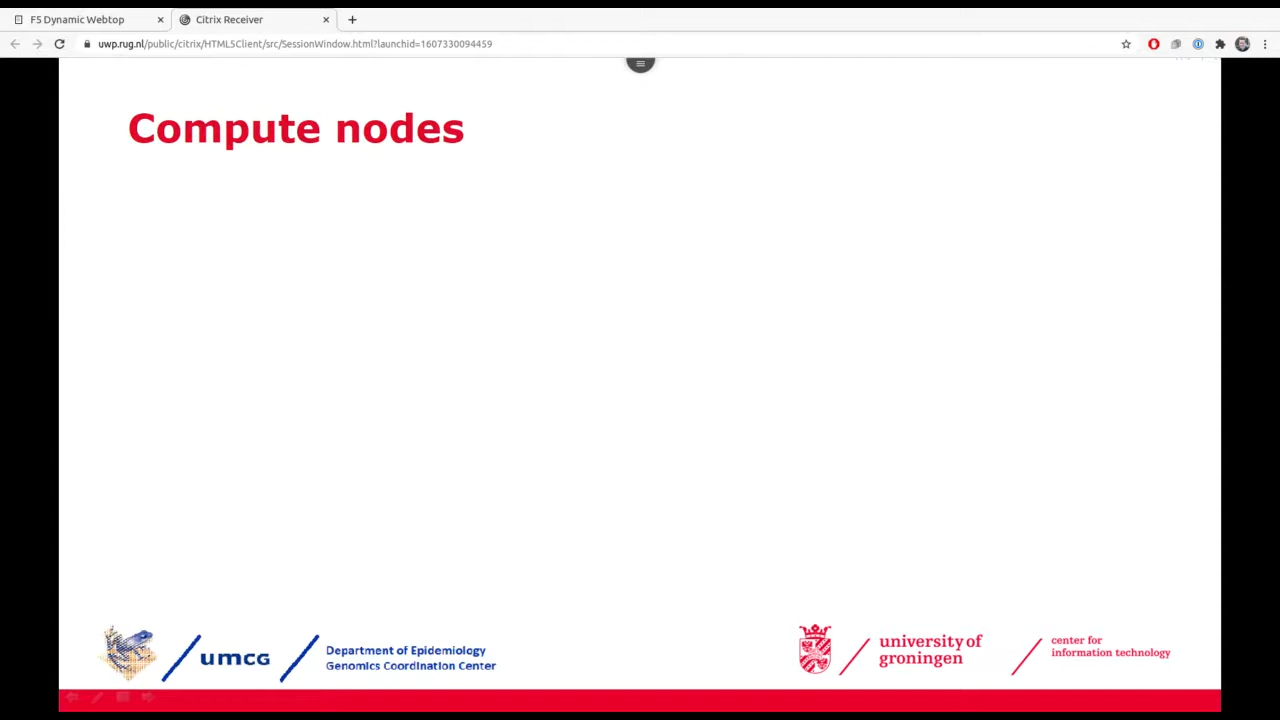 F5 Dynamic Webtop
Citrix Receiver
uwp.rug.nl/public/citrix/HTML5Client/src/SessionWindow.html?launchid=1607330094459
Compute nodes
umcg
Department of Epidemiology
Genomics Coordination Center
university of
groningen
center for
information technology